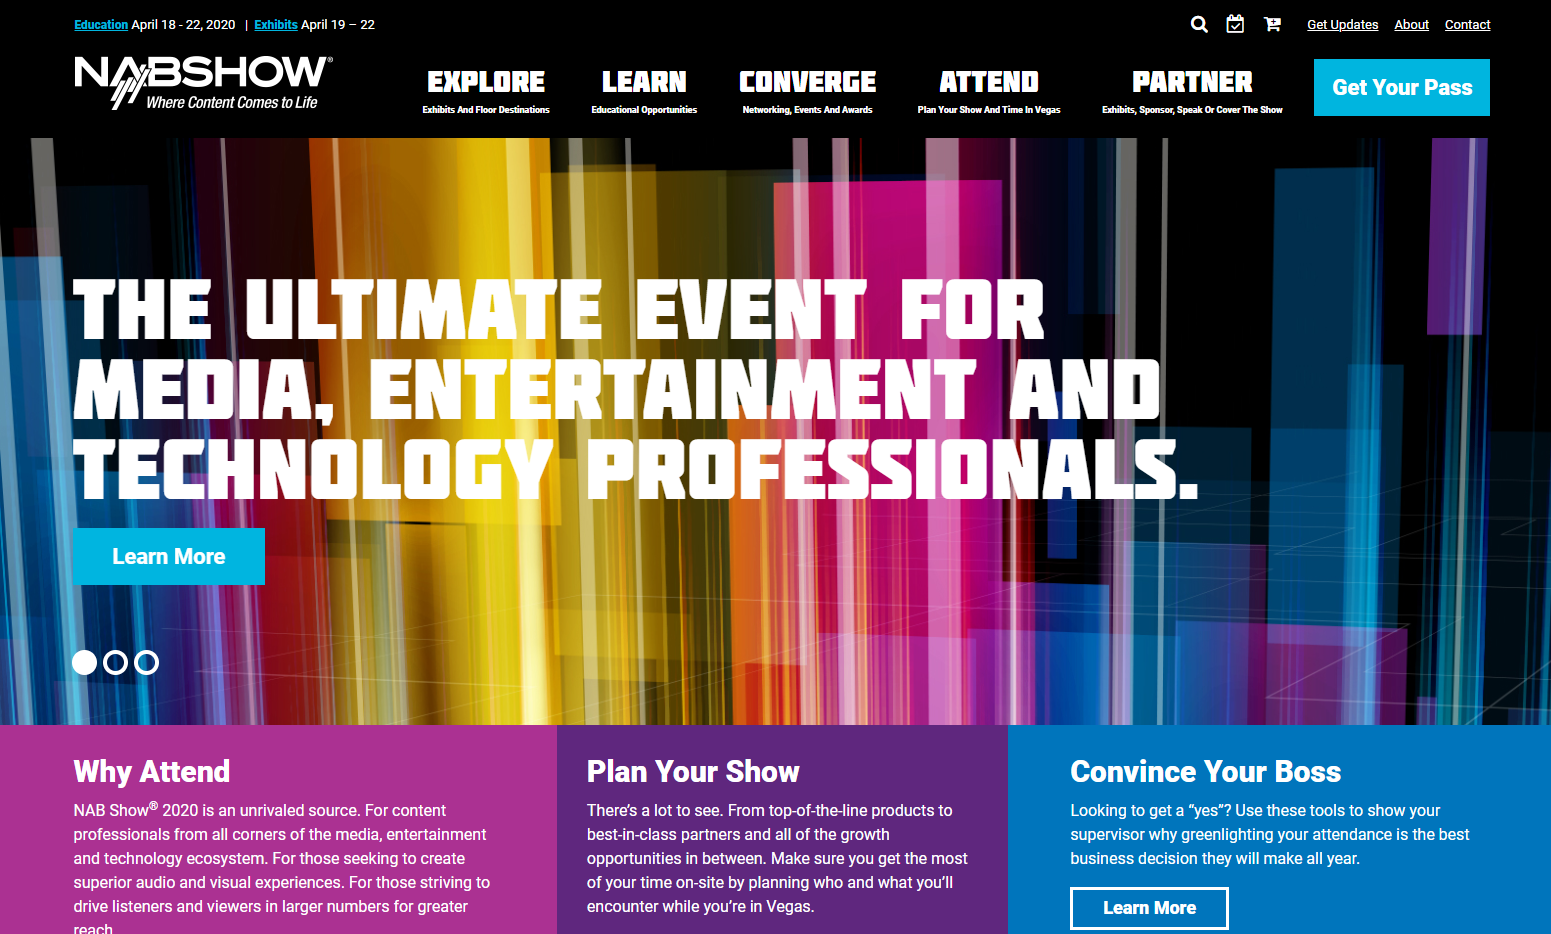 Education April 18 - 22, 2020 | Exhibits April 19 – 22
Get Updates About Contact
NABSHOW®
Where Content Comes to Life
EXPLORE
Exhibits And Floor Destinations
LEARN
Educational Opportunities
CONVERGE
Networking, Events And Awards
ATTEND
Plan Your Show And Time In Vegas
PARTNER
Exhibits, Sponsor, Speak Or Cover The Show
Get Your Pass
THE ULTIMATE EVENT FOR
MEDIA, ENTERTAINMENT AND
TECHNOLOGY PROFESSIONALS.
Learn More
Why Attend
NAB Show® 2020 is an unrivaled source. For content
professionals from all corners of the media, entertainment
and technology ecosystem. For those seeking to create
superior audio and visual experiences. For those striving to
drive listeners and viewers in larger numbers for greater
reach
Plan Your Show
There’s a lot to see. From top-of-the-line products to
best-in-class partners and all of the growth
opportunities in between. Make sure you get the most
of your time on-site by planning who and what you’ll
encounter while you’re in Vegas.
Convince Your Boss
Looking to get a “yes”? Use these tools to show your
supervisor why greenlighting your attendance is the best
business decision they will make all year.
Learn More